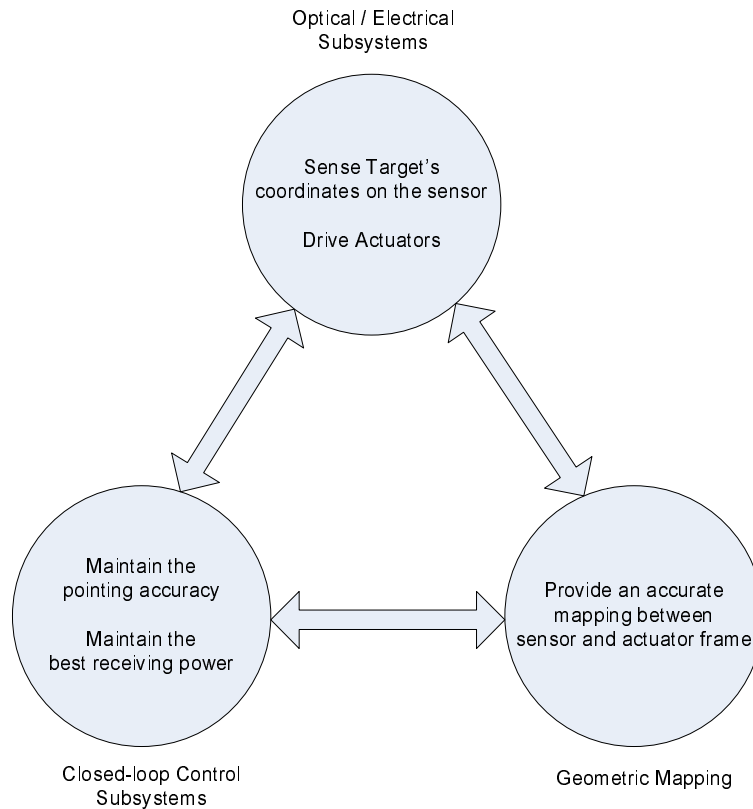 Optical / Electrical
Subsystems
Sense Target's
coordinates on the sensor
Drive Actuators
Maintain the
pointing accuracy
Maintain the
best receiving power
Provide an accurate
mapping between
sensor and actuator frame
Closed-loop Control
Subsystems
Geometric Mapping